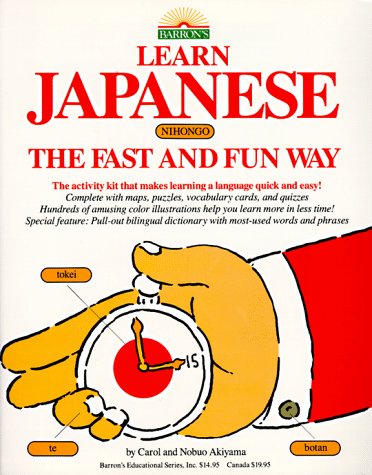 BARRON'S
LEARN
JAPANESE
NIHONGO
THE FAST AND FUN WAY
The activity kit that makes learning a language quick and easy!
Complete with maps, puzzles, vocabulary cards, and quizzes
Hundreds of amusing color illustrations help you learn more in less time!
Special feature: Pull-out bilingual dictionary with most-used words and phrases
tokei
15
te
botan
by Carol and Nobuo Akiyama
Barron's Educational Series, Inc. $14.95 Canada $19.95